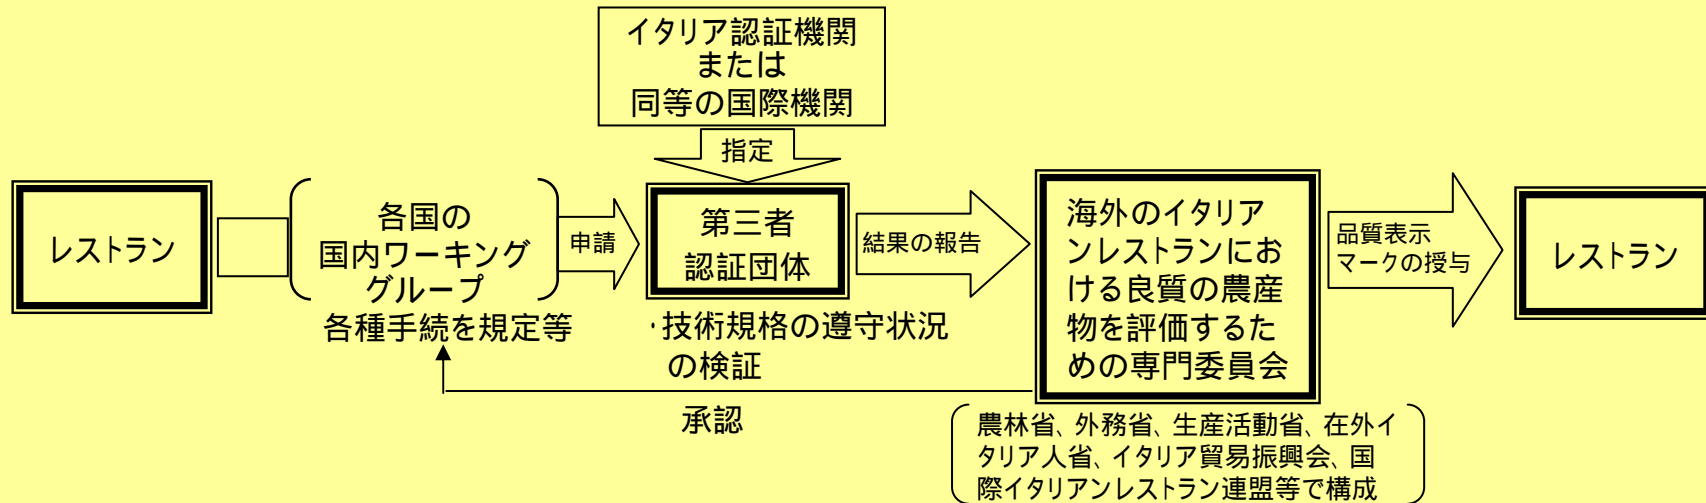 イタリア認証機関
または
同等の国際機関
指定
レストラン
各国の
国内ワーキング
グループ
各種手続を規定等
申請
第三者
認証団体
・技術規格の遵守状況
の検証
結果の報告
海外のイタリア
ンレストランにお
ける良質の農産
物を評価するた
めの専門委員会
品質表示
マークの授与
レストラン
承認
農林省、外務省、生産活動省、在外イ
タリア人省、イタリア貿易振興会、国
際イタリアンレストラン連盟等で構成